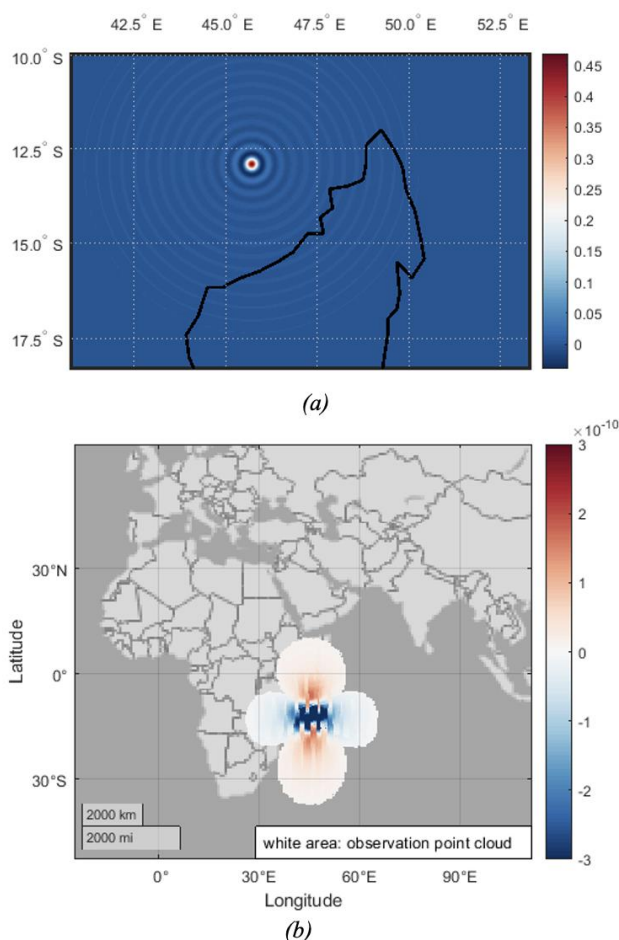 42.5° E 45.0° E 47.5° E 50.0° E 52.5° E
10.0° S
12.5° S
15.0° S
17.5° S
0.45
0.4
0.35
0.3
0.25
0.2
0.15
0.1
0.05
0
(a)
×10⁻¹⁰
3
2
1
0
-1
-2
-3
Latitude
30°N
0°
30°S
2000 km
2000 mi
white area: observation point cloud
0° 30°E 60°E 90°E
Longitude
(b)